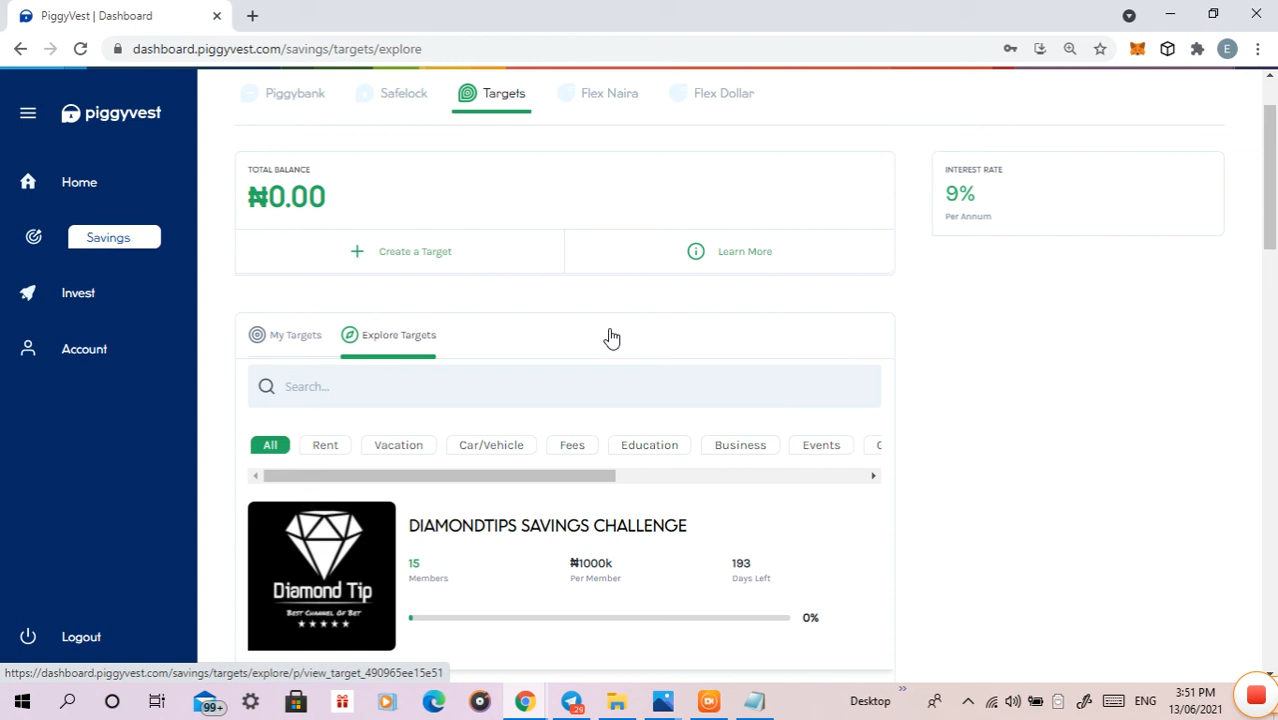 PiggyVest | Dashboard
dashboard.piggyvest.com/savings/targets/explore
E
piggyvest
Home
Savings
Invest
Account
Logout
Piggybank
Safelock
Targets
Flex Naira
Flex Dollar
TOTAL BALANCE
₦0.00
Create a Target
Learn More
INTEREST RATE
9%
Per Annum
My Targets
Explore Targets
Search...
All
Rent
Vacation
Car/Vehicle
Fees
Education
Business
Events
Diamond Tip
BEST CHANNEL OF BET
DIAMONDTIPS SAVINGS CHALLENGE
15
Members
₦1000k
Per Member
193
Days Left
0%
https://dashboard.piggyvest.com/savings/targets/explore/p/view_target_490965ee15e51
99+
29
Desktop
ENG
3:51 PM
13/06/2021